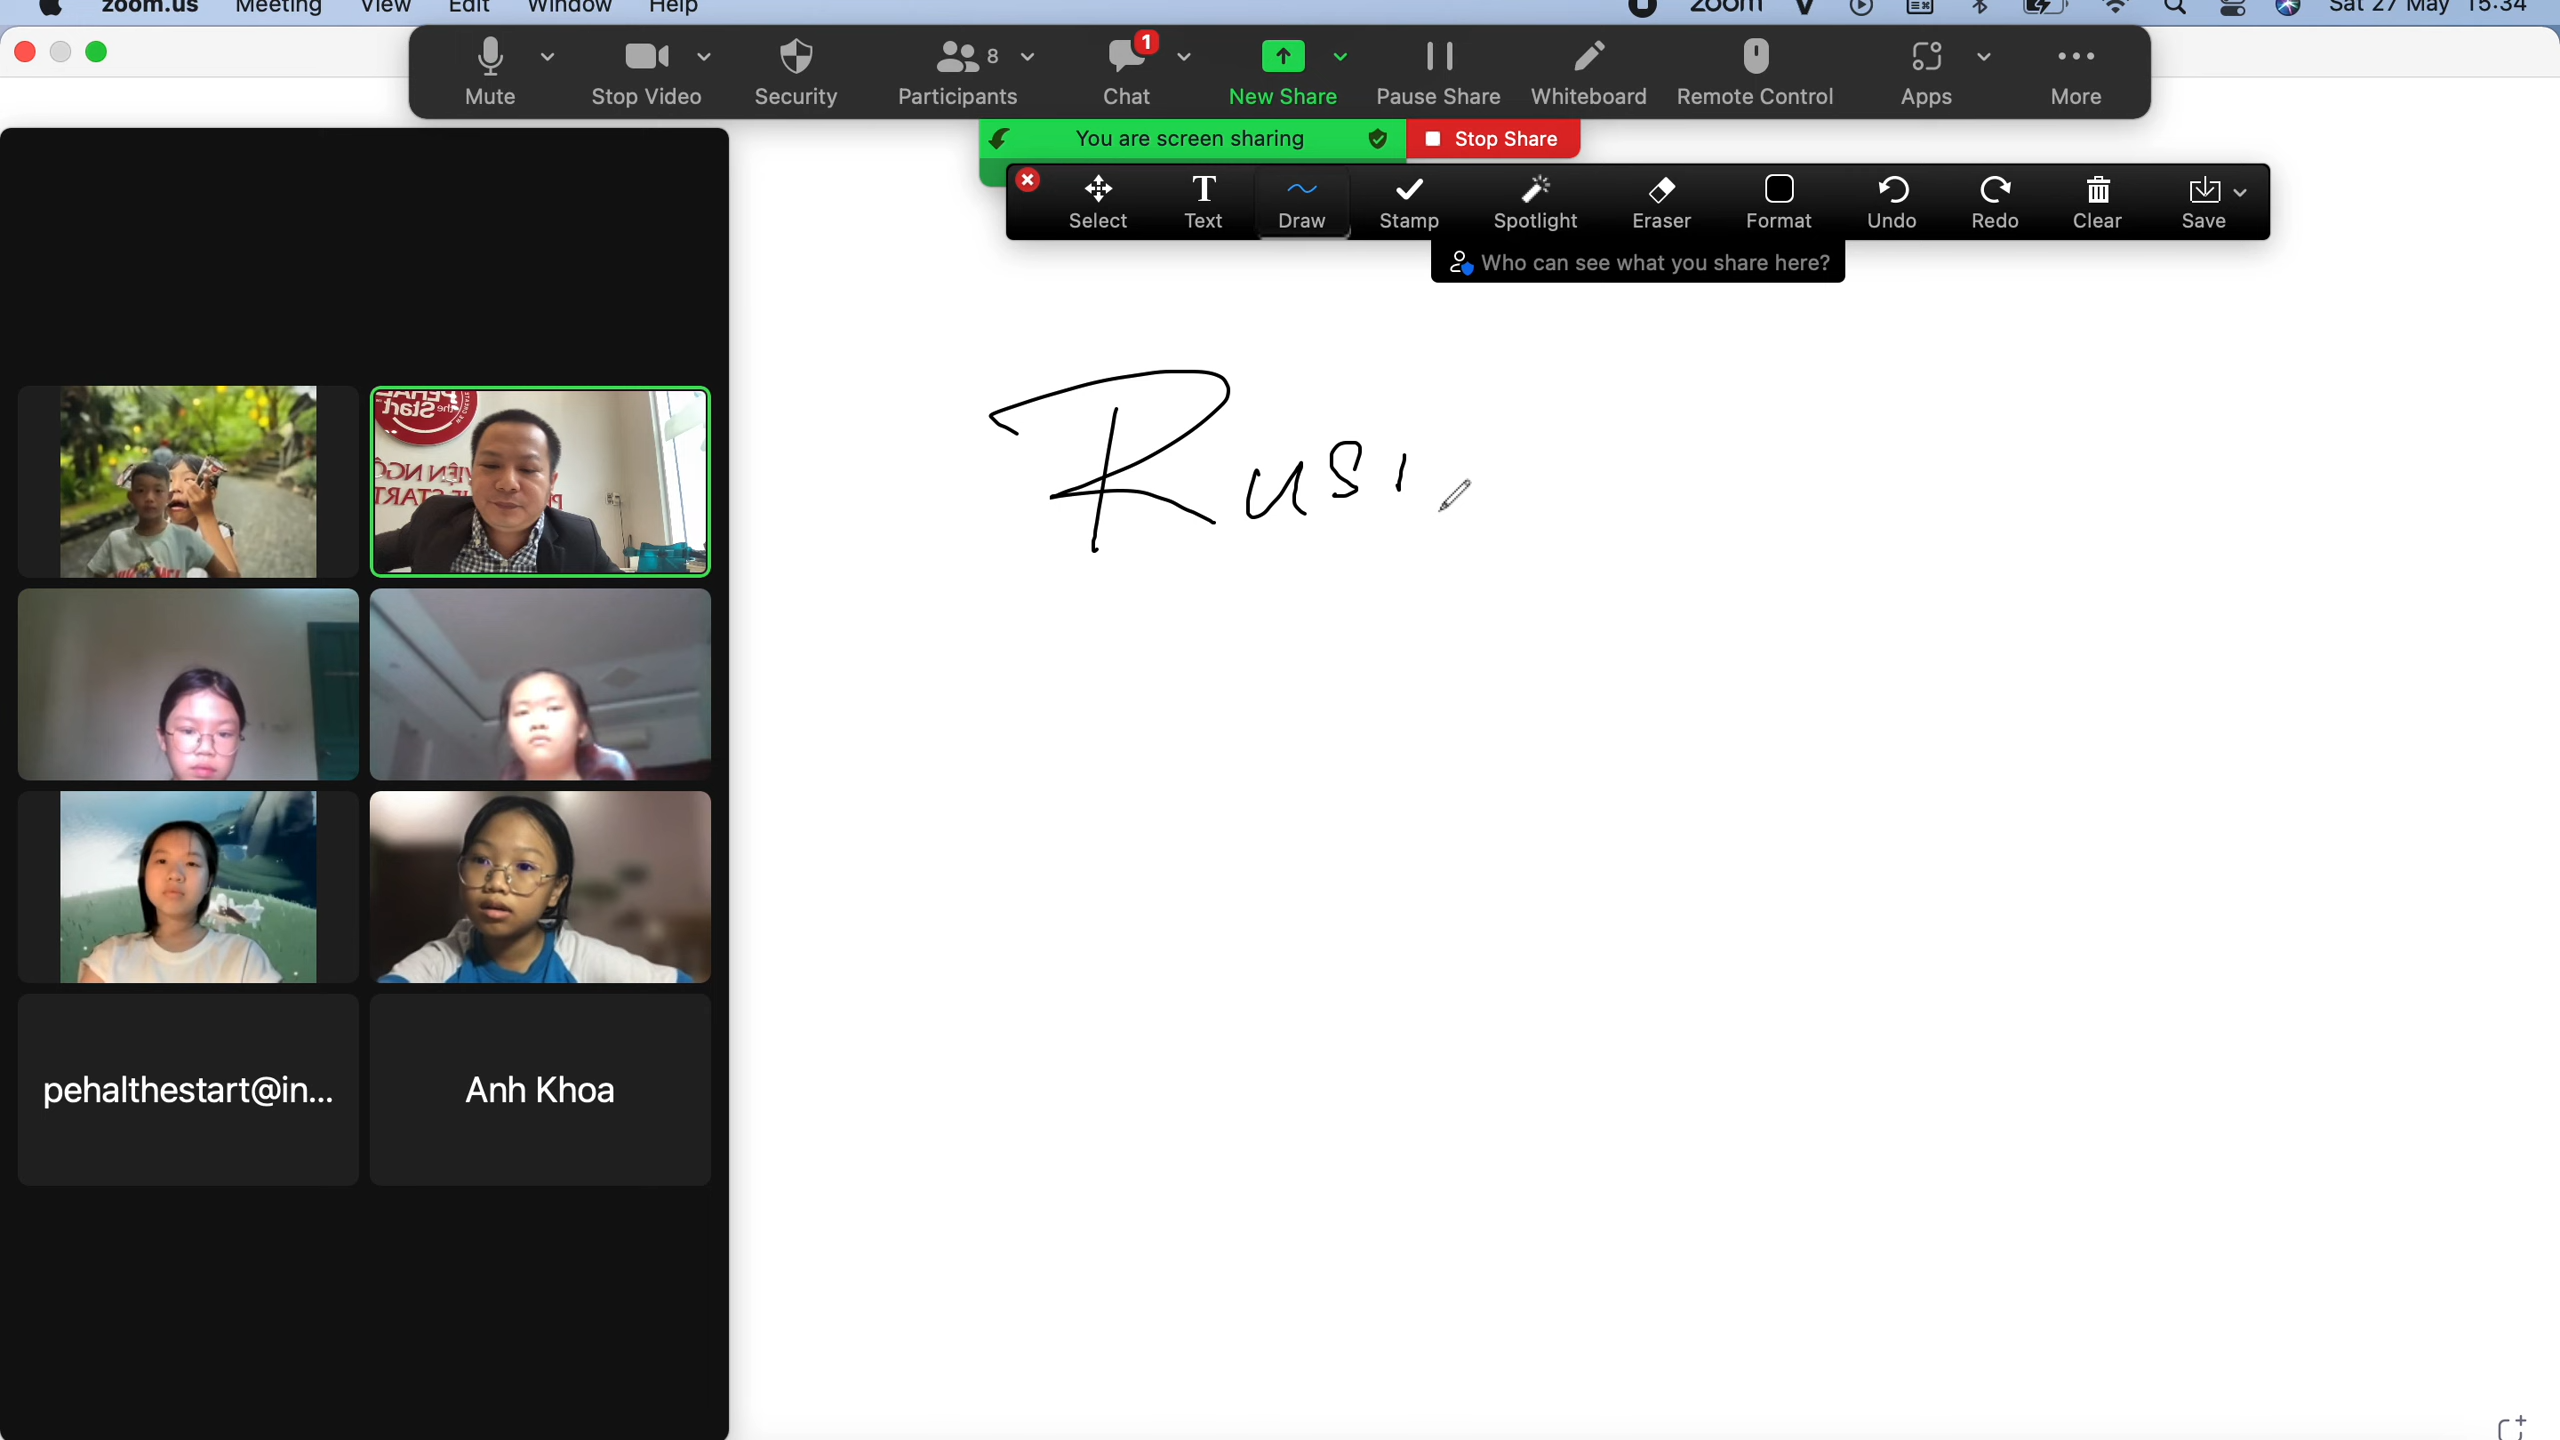 zoom.us Meeting View Edit Window Help zoom Sat 27 May 15:34
Mute Stop Video Security Participants 8 Chat 1 New Share Pause Share Whiteboard Remote Control Apps More
You are screen sharing Stop Share
Select Text Draw Stamp Spotlight Eraser Format Undo Redo Clear Save
Who can see what you share here?
the Start
Rusi
pehalthestart@in...
Anh Khoa